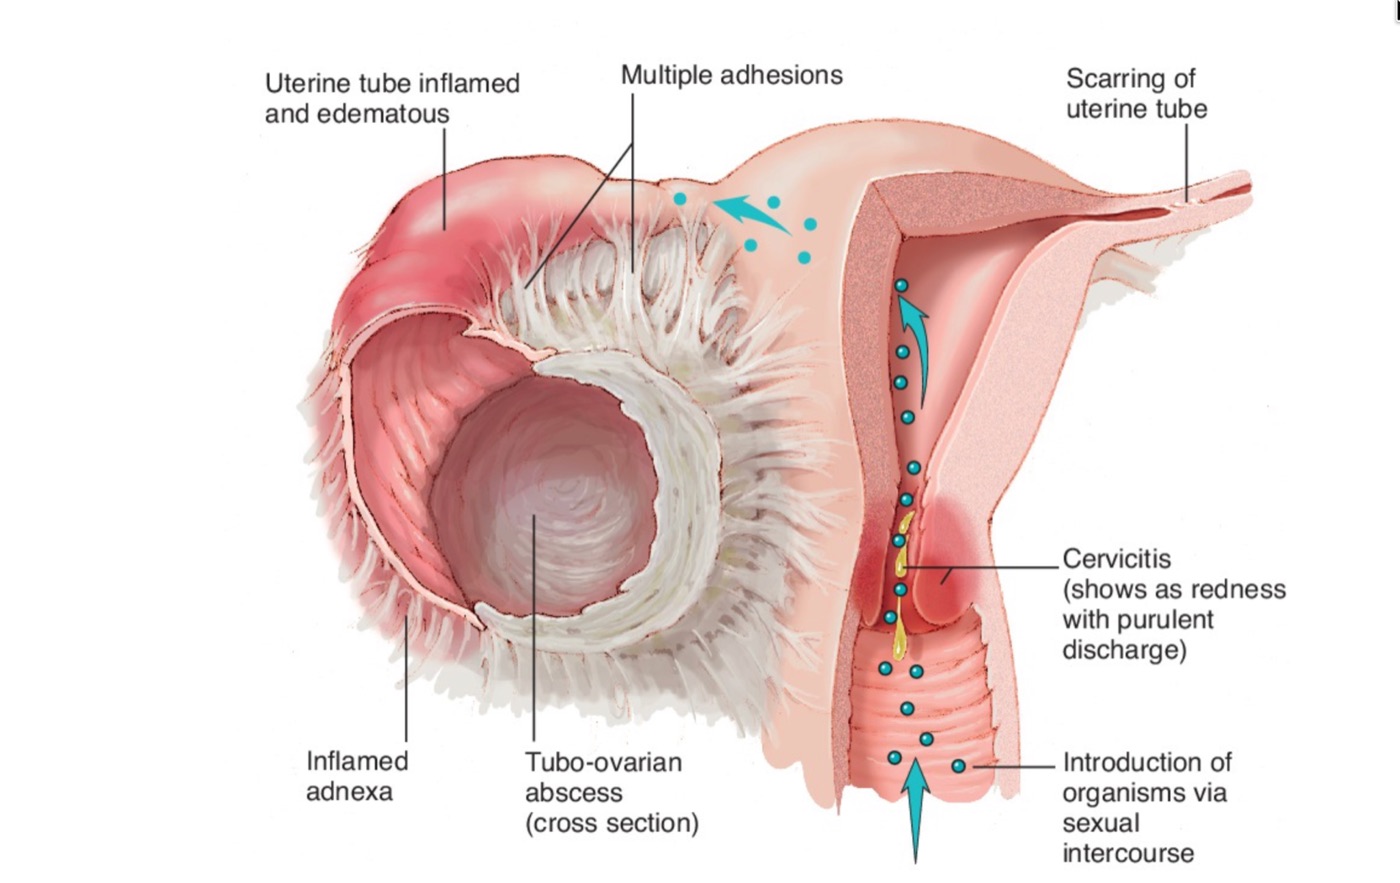 Uterine tube inflamed
and edematous
Multiple adhesions
Scarring of
uterine tube
Cervicitis
(shows as redness
with purulent
discharge)
Inflamed
adnexa
Tubo-ovarian
abscess
(cross section)
Introduction of
organisms via
sexual
intercourse